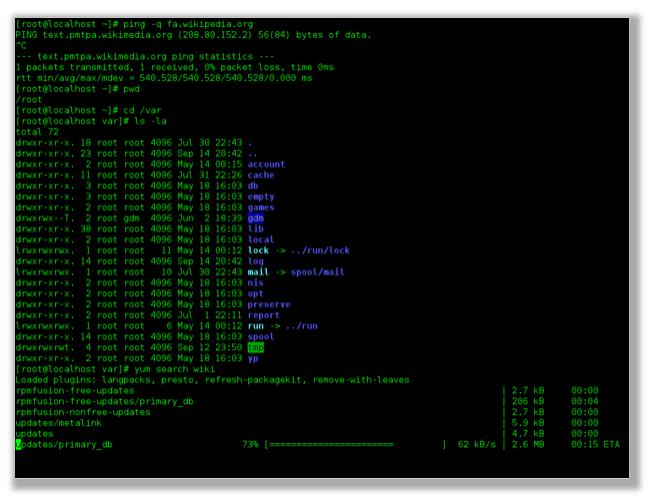 [root@localhost ~]# ping -q fa.wikipedia.org
PING text.pmtpa.wikimedia.org (208.80.152.2) 56(84) bytes of data.
^C
--- text.pmtpa.wikimedia.org ping statistics ---
1 packets transmitted, 1 received, 0% packet loss, time 0ms
rtt min/avg/max/mdev = 540.528/540.528/540.528/0.000 ms
[root@localhost ~]# pwd
/root
[root@localhost ~]# cd /var
[root@localhost var]# ls -la
total 72
drwxr-xr-x. 18 root root 4096 Jul 30 22:43 .
drwxr-xr-x. 23 root root 4096 Sep 14 20:42 ..
drwxr-xr-x.  2 root root 4096 May 14 00:15 account
drwxr-xr-x. 11 root root 4096 Jul 31 22:26 cache
drwxr-xr-x.  3 root root 4096 May 18 16:03 db
drwxr-xr-x.  3 root root 4096 May 18 16:03 empty
drwxr-xr-x.  2 root root 4096 May 18 16:03 games
drwxrwx--T.  2 root gdm  4096 Jun  2 18:39 gdm
drwxr-xr-x. 38 root root 4096 May 18 16:03 lib
drwxr-xr-x.  2 root root 4096 May 18 16:03 local
lrwxrwxrwx.  1 root root   11 May 14 00:12 lock -> ../run/lock
drwxr-xr-x. 14 root root 4096 Sep 14 20:42 log
lrwxrwxrwx.  1 root root   10 Jul 30 22:43 mail -> spool/mail
drwxr-xr-x.  2 root root 4096 May 18 16:03 nis
drwxr-xr-x.  2 root root 4096 May 18 16:03 opt
drwxr-xr-x.  2 root root 4096 May 18 16:03 preserve
drwxr-xr-x.  2 root root 4096 Jul  1 22:11 report
lrwxrwxrwx.  1 root root    6 May 14 00:12 run -> ../run
drwxr-xr-x. 14 root root 4096 May 18 16:03 spool
drwxrwxrwt.  4 root root 4096 Sep 12 23:50 tmp
drwxr-xr-x.  2 root root 4096 May 18 16:03 yp
[root@localhost var]# yum search wiki
Loaded plugins: langpacks, presto, refresh-packagekit, remove-with-leaves
rpmfusion-free-updates | 2.7 kB 00:00
rpmfusion-free-updates/primary_db | 206 kB 00:04
rpmfusion-nonfree-updates | 2.7 kB 00:00
updates/metalink | 5.9 kB 00:00
updates | 4.7 kB 00:00
updates/primary_db 73% [======================== ] 62 kB/s | 2.6 MB 00:15 ETA